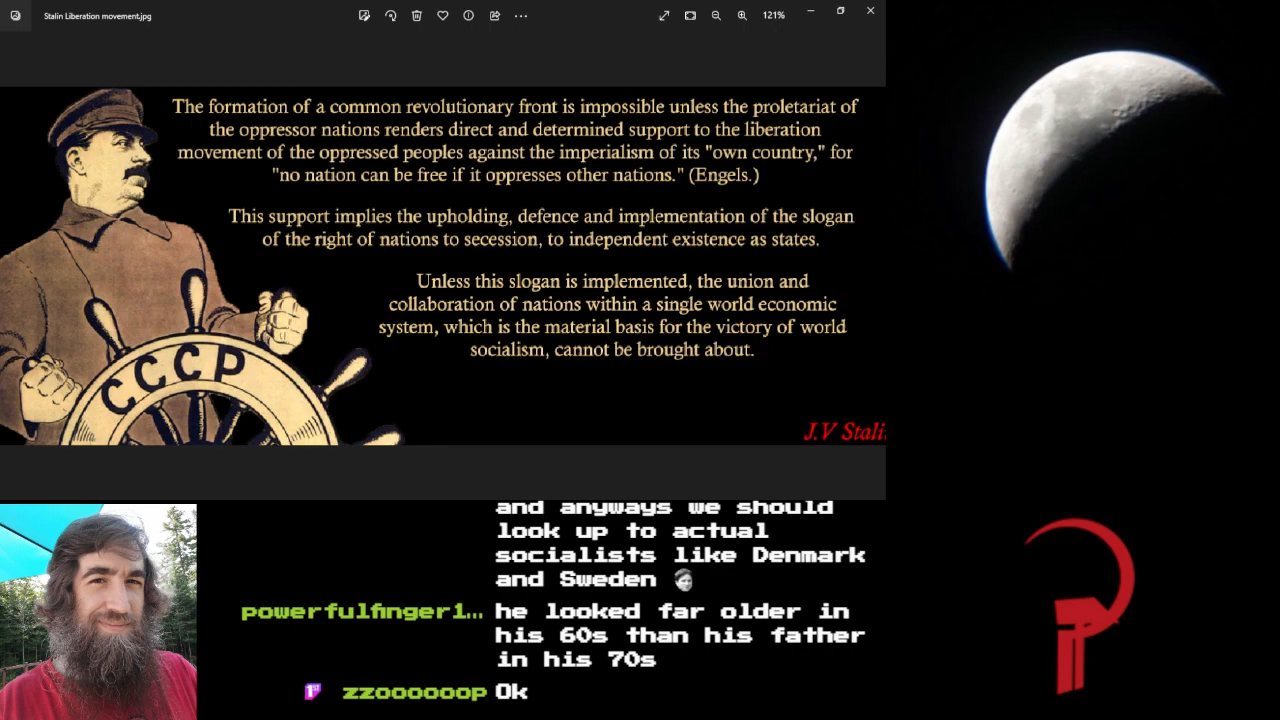 Stalin Liberation movement.jpg
121%
The formation of a common revolutionary front is impossible unless the proletariat of
the oppressor nations renders direct and determined support to the liberation
movement of the oppressed peoples against the imperialism of its "own country," for
"no nation can be free if it oppresses other nations." (Engels.)
This support implies the upholding, defence and implementation of the slogan
of the right of nations to secession, to independent existence as states.
Unless this slogan is implemented, the union and
collaboration of nations within a single world economic
system, which is the material basis for the victory of world
socialism, cannot be brought about.
CCCP
J.V Stali
and anyways we should
look up to actual
socialists like Denmark
and Sweden
powerfulfinger1… he looked far older in
his 60s than his father
in his 70s
1ST zzoooooop Ok